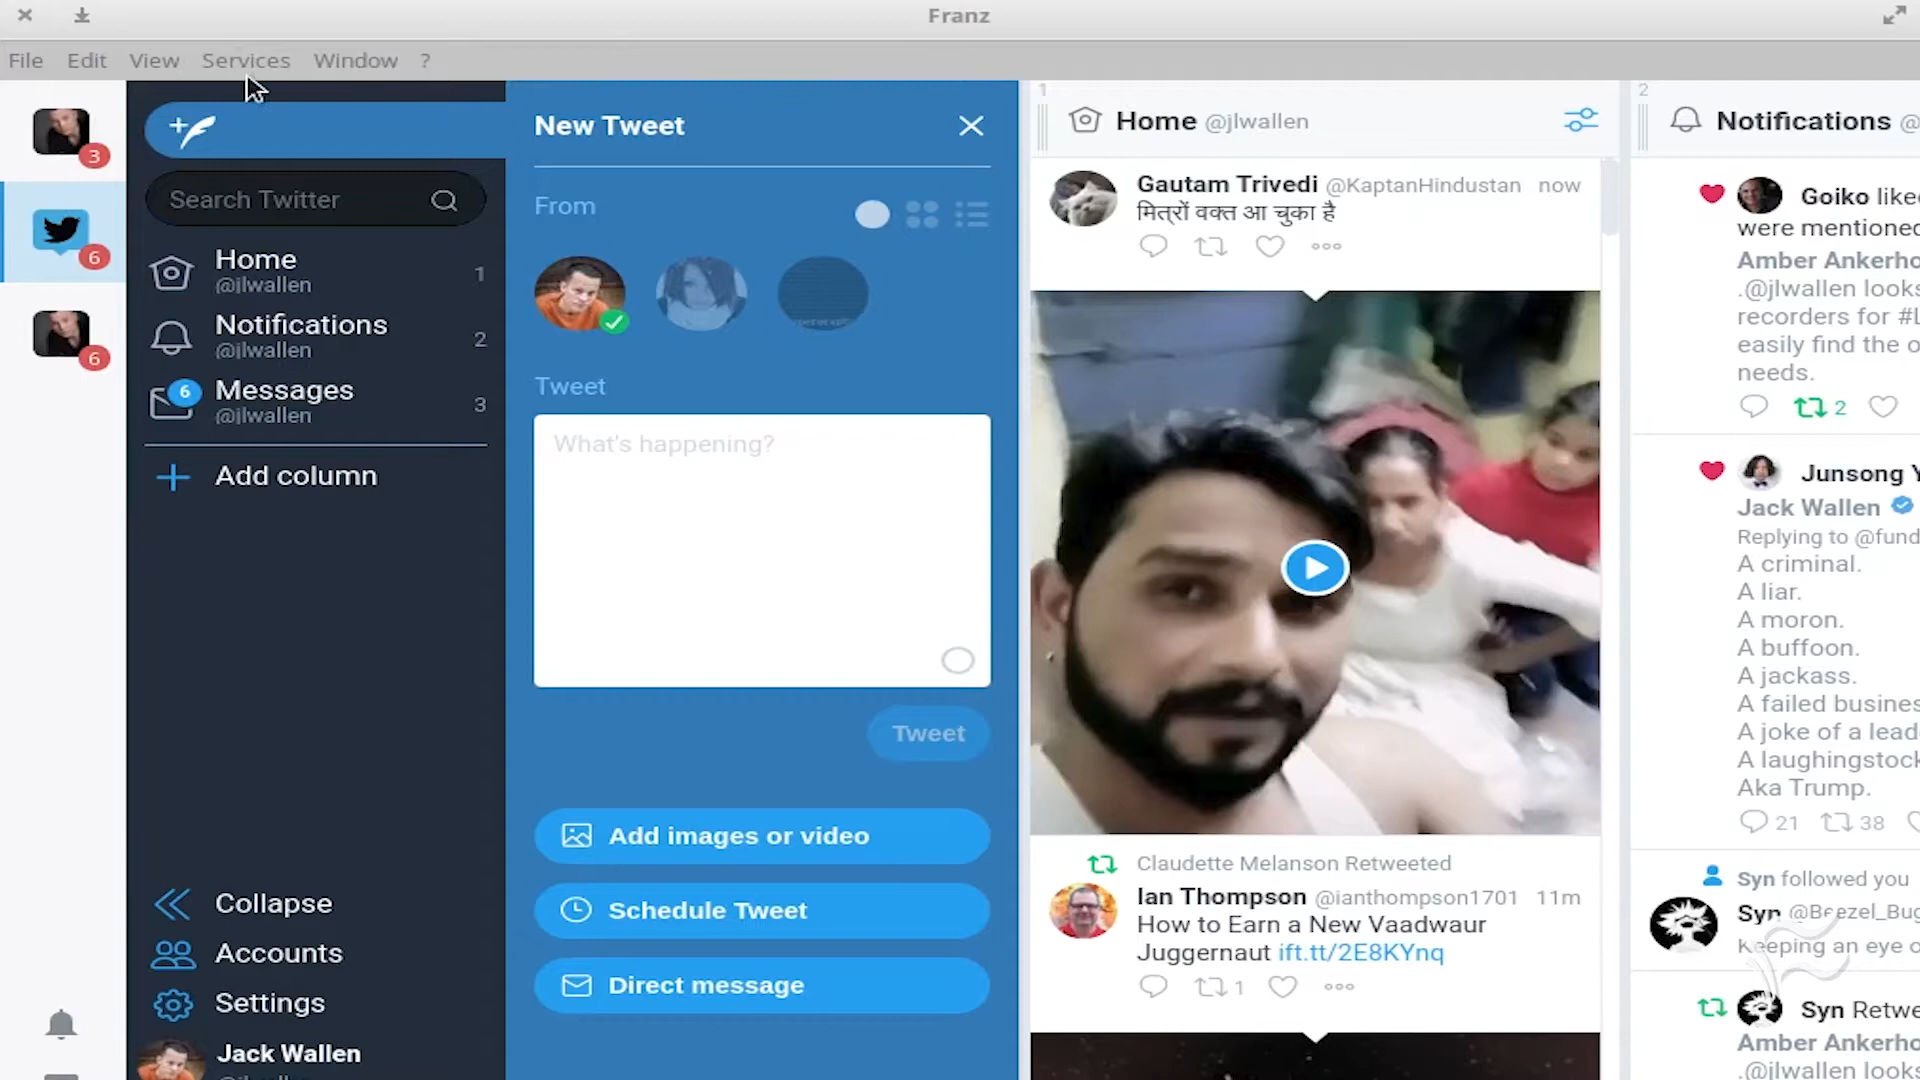 Franz
File Edit View Services Window ?
3
6
6
Search Twitter
Home
@jlwallen
1
Notifications
@jlwallen
2
6
Messages
@jlwallen
3
Add column
Collapse
Accounts
Settings
Jack Wallen
New Tweet
From
Tweet
What's happening?
Tweet
Add images or video
Schedule Tweet
Direct message
1
Home @jlwallen
Gautam Trivedi @KaptanHindustan now
मित्रों वक्त आ चुका है
Claudette Melanson Retweeted
Ian Thompson @ianthompson1701 11m
How to Earn a New Vaadwaur
Juggernaut ift.tt/2E8KYnq
1
2
Notifications @
Goiko like
were mentioned
Amber Ankerho
.@jlwallen looks
recorders for #L
easily find the o
needs.
2
Junsong Y
Jack Wallen
Replying to @fund
A criminal.
A liar.
A moron.
A buffoon.
A jackass.
A failed busines
A joke of a lead
A laughingstock
Aka Trump.
21 38
Syn followed you
Syn @Beezel_Bug
Keeping an eye o
Syn Retwe
Amber Ankerho
.@jlwallen looks